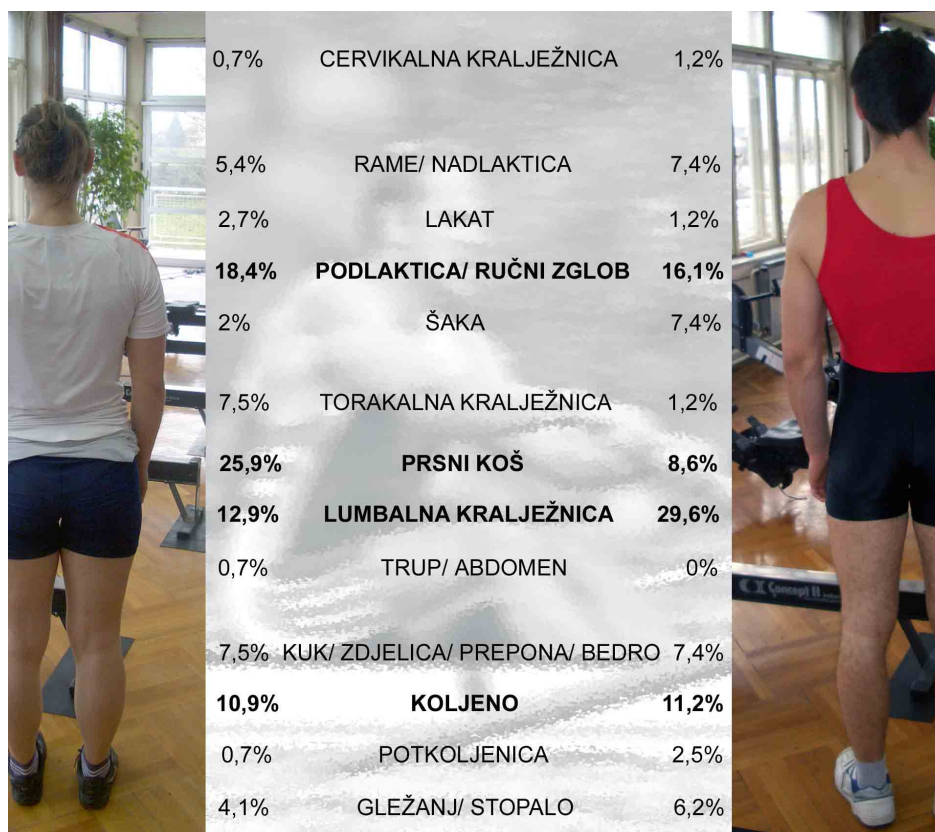 0,7% CERVIKALNA KRALJEŽNICA 1,2%
5,4% RAME/ NADLAKTICA 7,4%
2,7% LAKAT 1,2%
18,4% PODLAKTICA/ RUČNI ZGLOB 16,1%
2% ŠAKA 7,4%
7,5% TORAKALNA KRALJEŽNICA 1,2%
25,9% PRSNI KOŠ 8,6%
12,9% LUMBALNA KRALJEŽNICA 29,6%
0,7% TRUP/ ABDOMEN 0%
Concept II
7,5% KUK/ ZDJELICA/ PREPONA/ BEDRO 7,4%
10,9% KOLJENO 11,2%
0,7% POTKOLJENICA 2,5%
4,1% GLEŽANJ/ STOPALO 6,2%